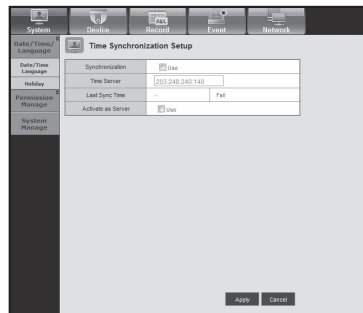 System Device Record Event Network
Date/Time/
Language
Date/Time
Language
Holiday
Permission
Manage
System
Manage
Time Synchronization Setup
Synchronization Use
Time Server 203.248.240.140
Last Sync Time - Fail
Activate as Server Use
Apply Cancel